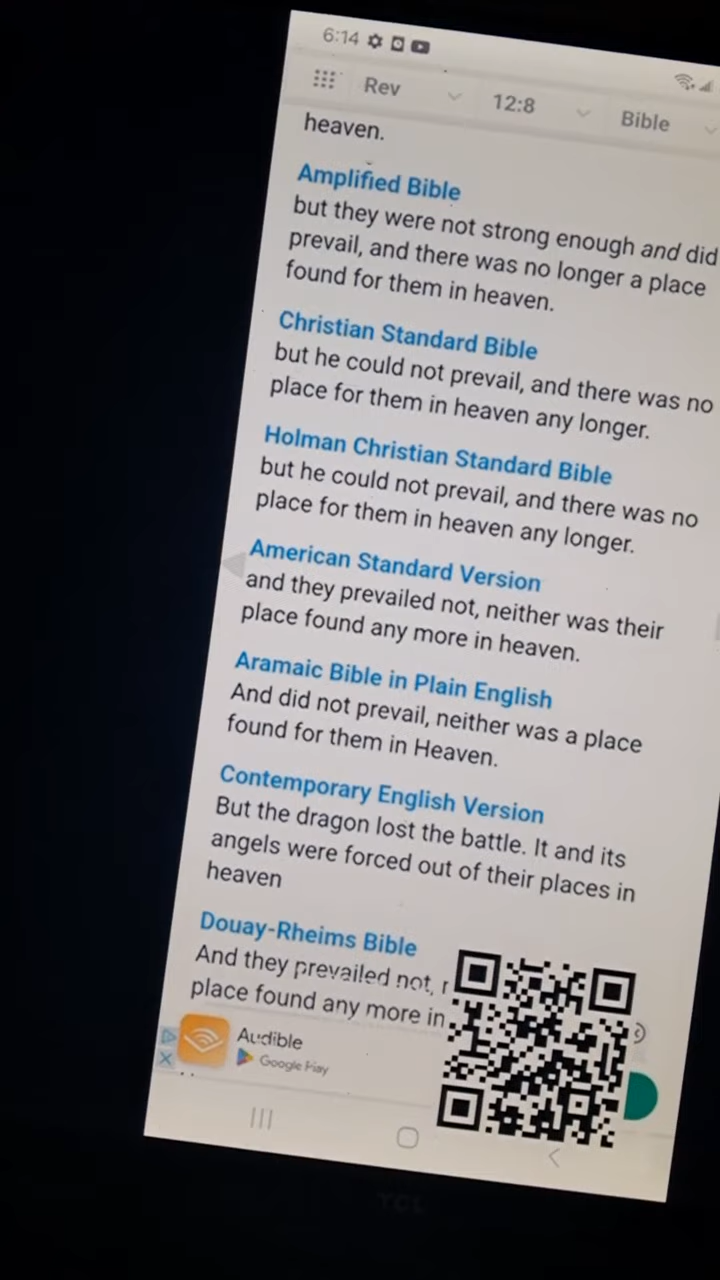 6:14
Rev 12:8 Bible
heaven.
Amplified Bible
but they were not strong enough and did
prevail, and there was no longer a place
found for them in heaven.
Christian Standard Bible
but he could not prevail, and there was no
place for them in heaven any longer.
Holman Christian Standard Bible
but he could not prevail, and there was no
place for them in heaven any longer.
American Standard Version
and they prevailed not, neither was their
place found any more in heaven.
Aramaic Bible in Plain English
And did not prevail, neither was a place
found for them in Heaven.
Contemporary English Version
But the dragon lost the battle. It and its
angels were forced out of their places in
heaven
Douay-Rheims Bible
And they prevailed not,
place found any more in
Audible
Google Play
TCL